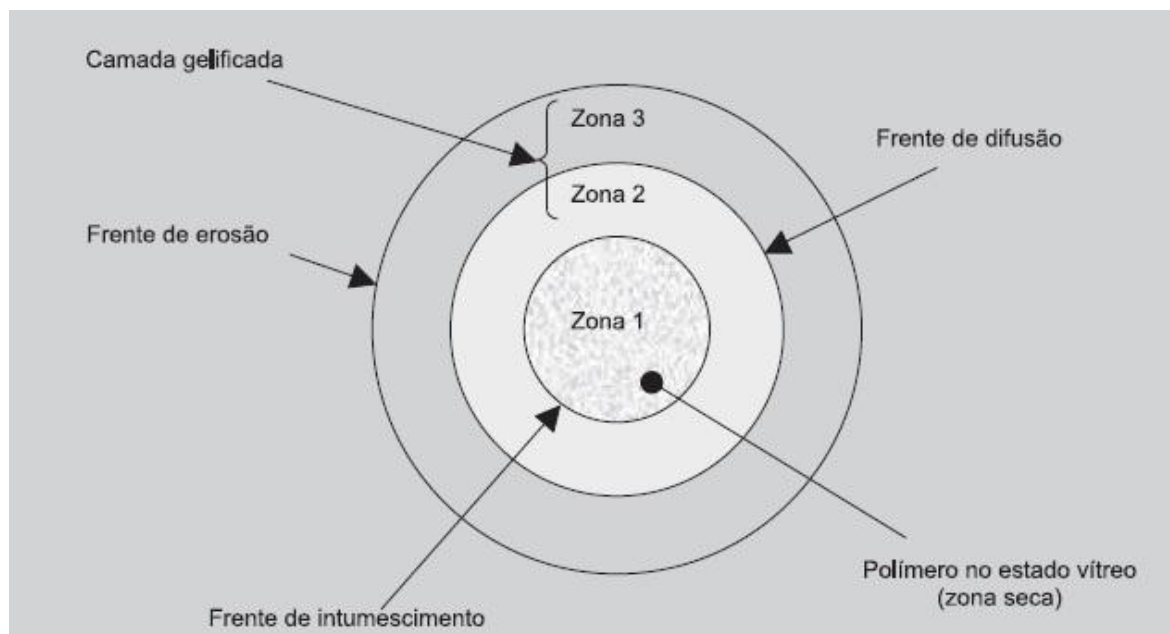 Camada gelificada
Zona 3
Frente de difusão
Zona 2
Frente de erosão
Zona 1
Polímero no estado vítreo
(zona seca)
Frente de intumescimento